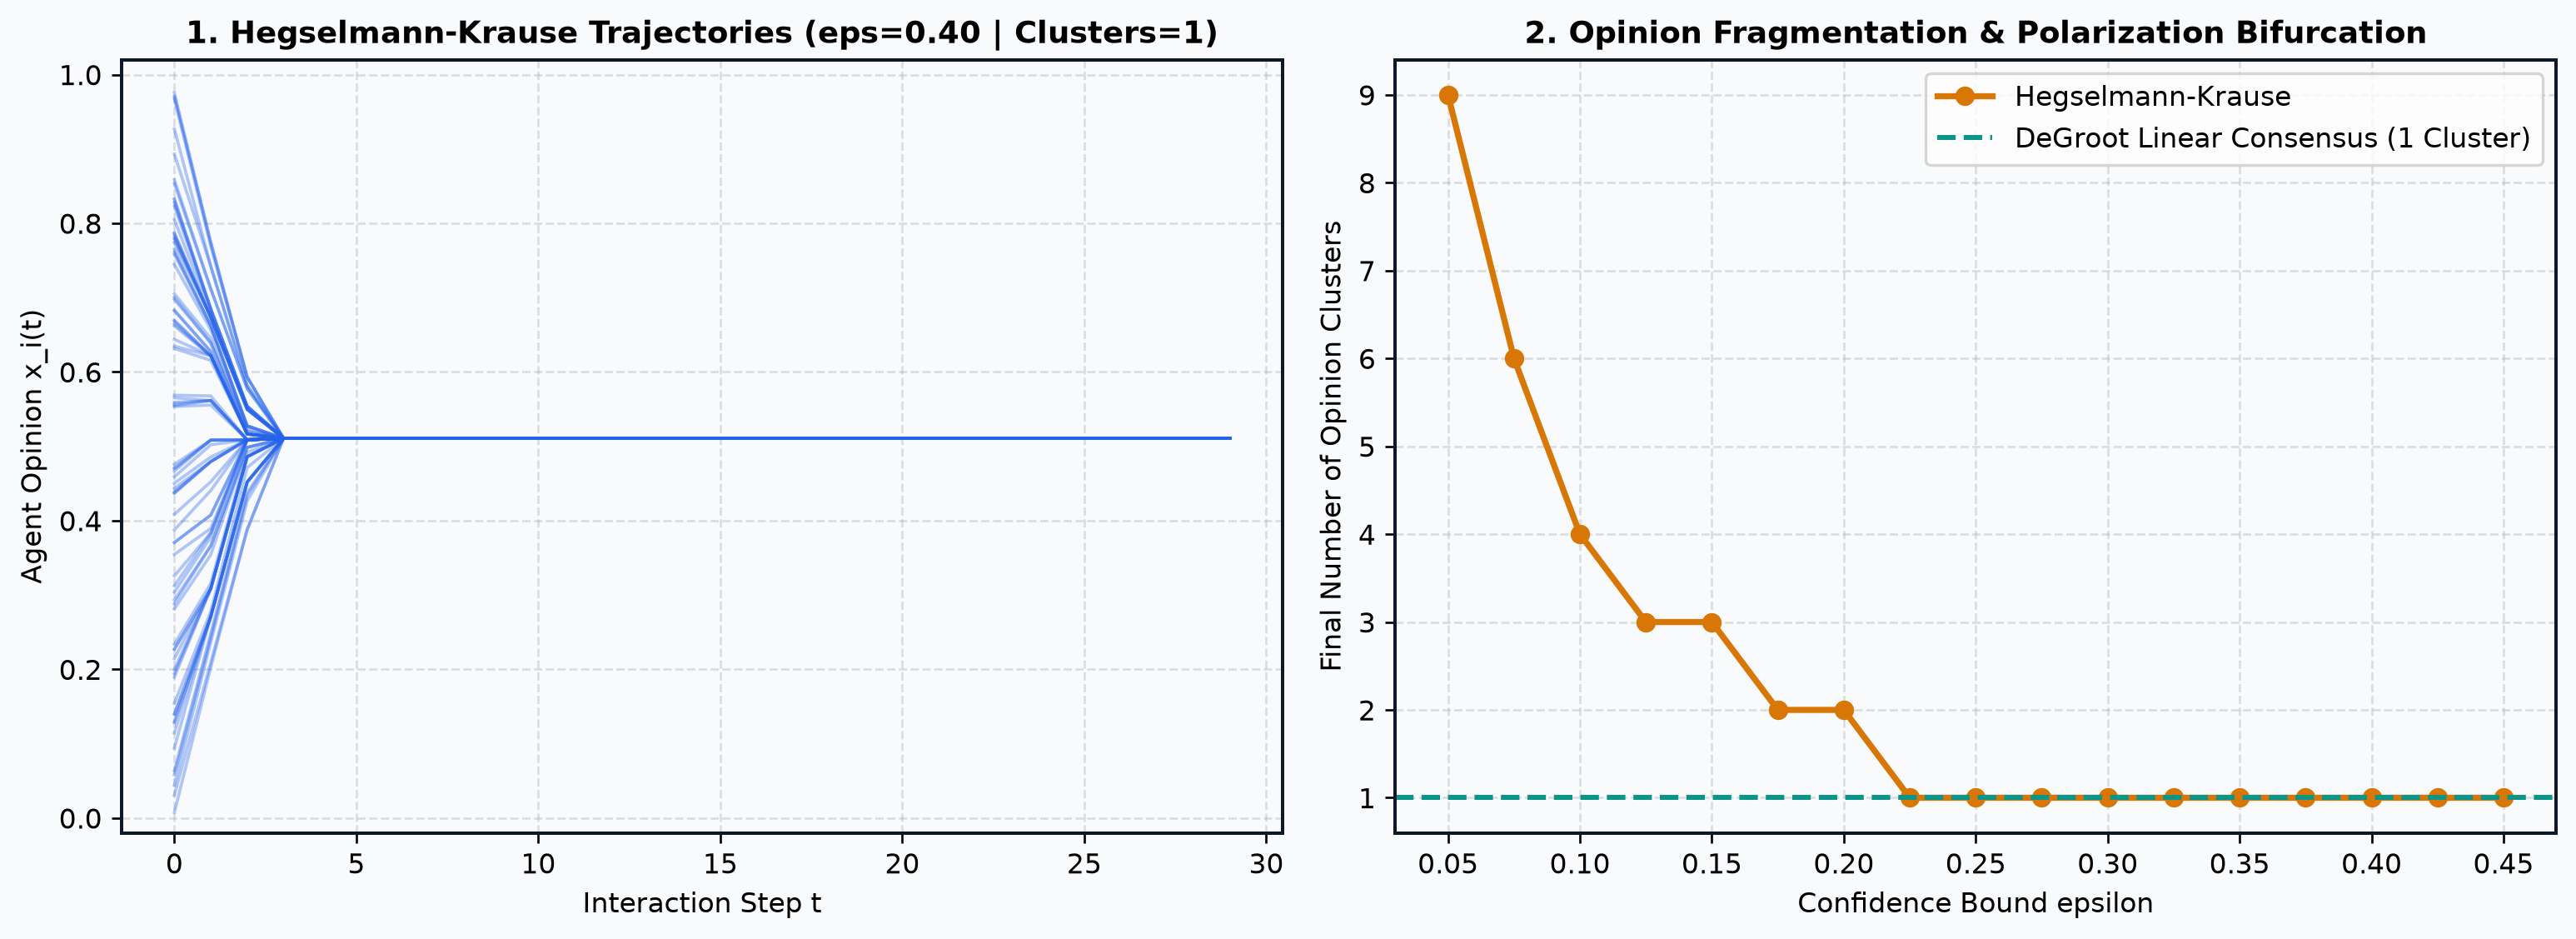 1. Hegselmann-Krause Trajectories (eps=0.40 | Clusters=1)
1.0
0.8
0.6
0.4
0.2
0.0
Agent Opinion x_i(t)
0 5 10 15 20 25 30
Interaction Step t
2. Opinion Fragmentation & Polarization Bifurcation
Hegselmann-Krause
DeGroot Linear Consensus (1 Cluster)
9
8
7
6
5
4
3
2
1
Final Number of Opinion Clusters
0.05 0.10 0.15 0.20 0.25 0.30 0.35 0.40 0.45
Confidence Bound epsilon